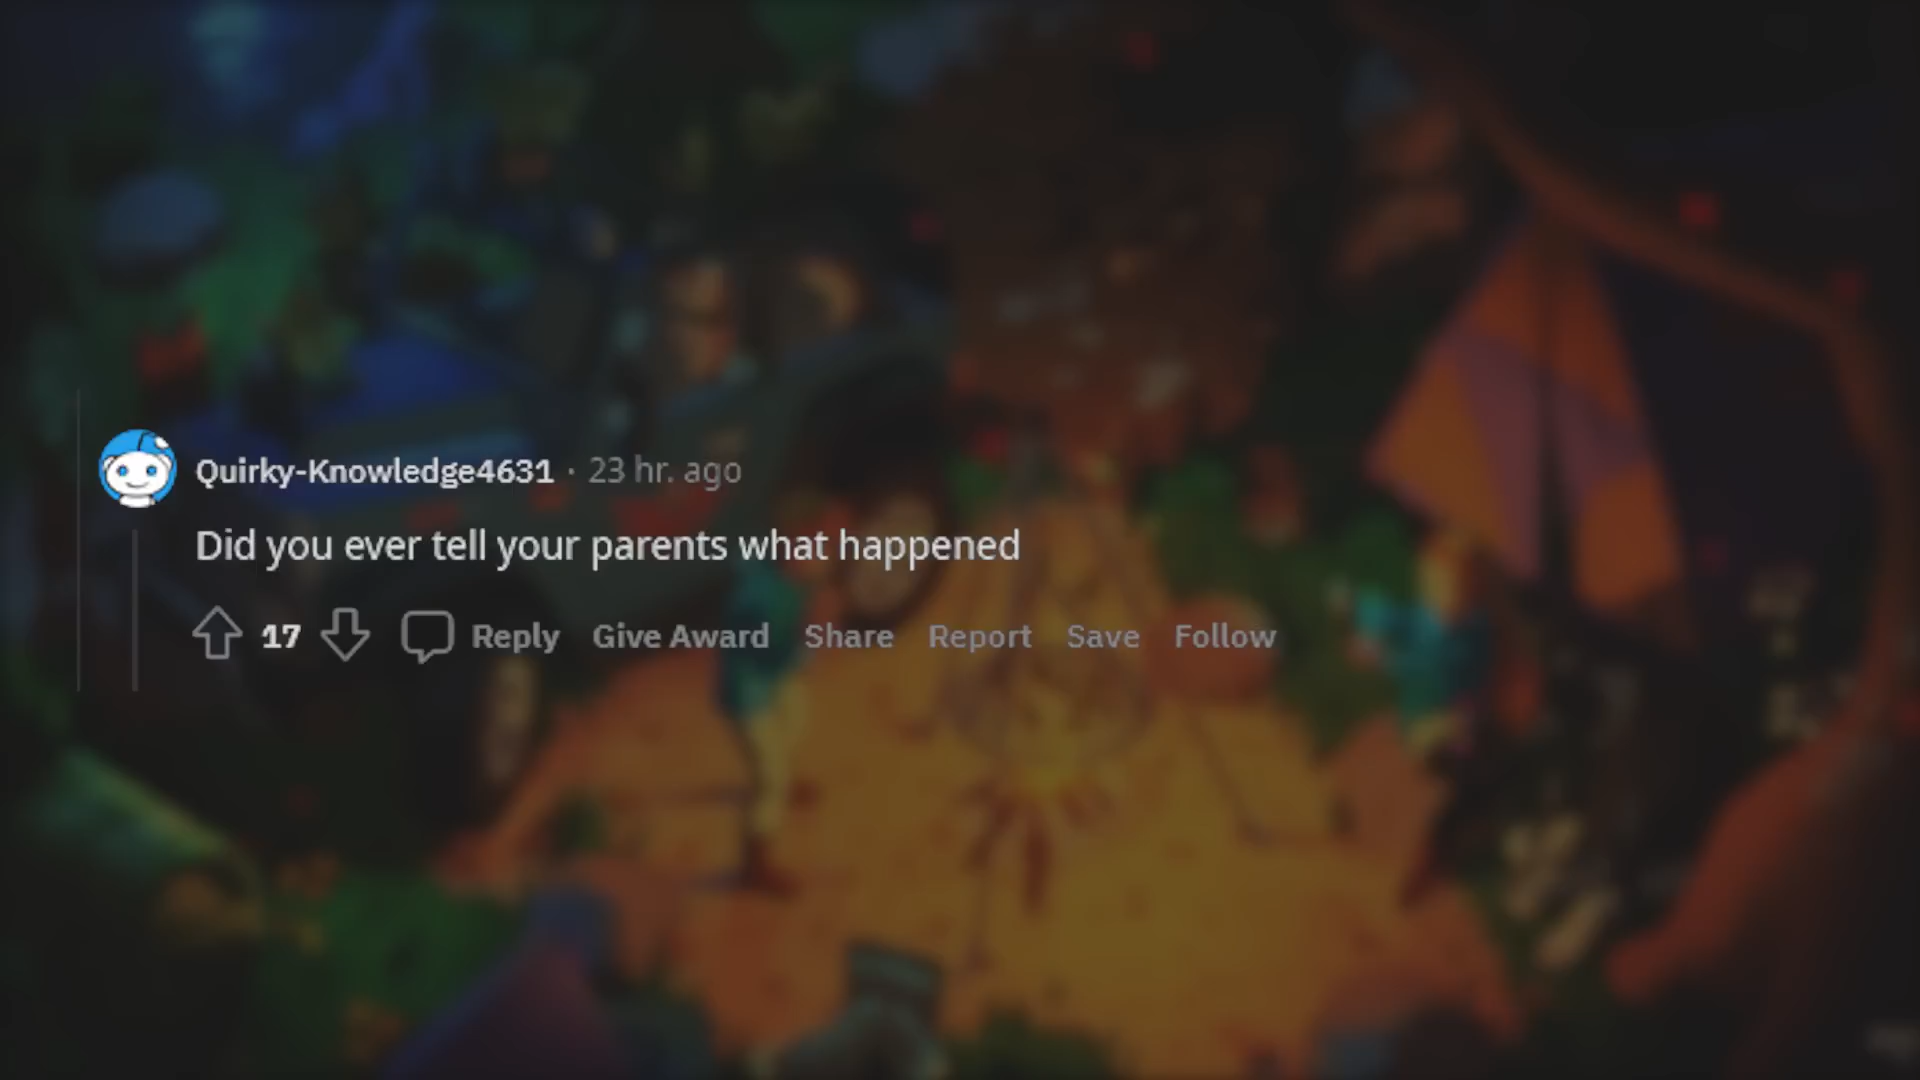 Quirky-Knowledge4631 · 23 hr. ago
Did you ever tell your parents what happened
17 Reply Give Award Share Report Save Follow